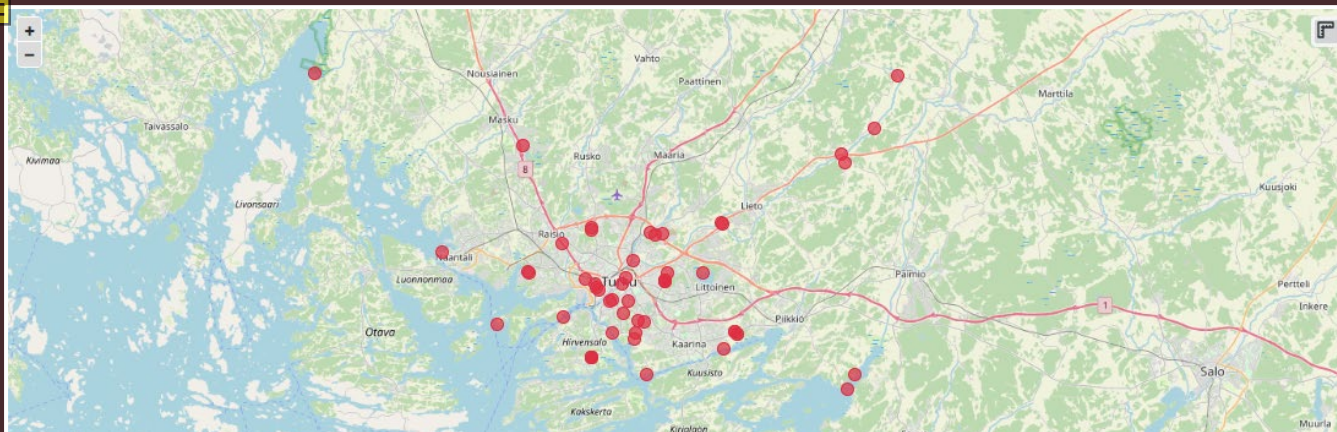 +
−
Vahto
Nousiainen
Paattinen
Marttila
Masku
Taivassalo
Rusko
Maaria
Kivimaa
8
Kuusjoki
Livonsaari
Lieto
Raisio
Naantali
Paimio
Luonnonmaa
Turku
Littoinen
Pertteli
1
Inkere
Piikkiö
Otava
Hirvensalo
Kaarina
Kuusisto
Salo
Kakskerta
Muurla